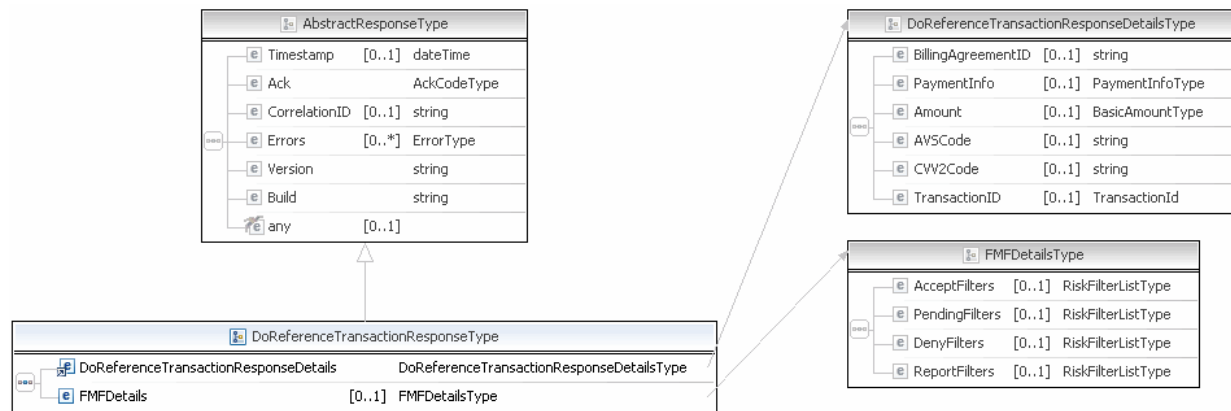 AbstractResponseType
Timestamp [0..1] dateTime
Ack AckCodeType
CorrelationID [0..1] string
Errors [0..*] ErrorType
Version string
Build string
any [0..1]
DoReferenceTransactionResponseType
DoReferenceTransactionResponseDetails DoReferenceTransactionResponseDetailsType
FMFDetails [0..1] FMFDetailsType
DoReferenceTransactionResponseDetailsType
BillingAgreementID [0..1] string
PaymentInfo [0..1] PaymentInfoType
Amount [0..1] BasicAmountType
AVSCode [0..1] string
CVV2Code [0..1] string
TransactionID [0..1] TransactionId
FMFDetailsType
AcceptFilters [0..1] RiskFilterListType
PendingFilters [0..1] RiskFilterListType
DenyFilters [0..1] RiskFilterListType
ReportFilters [0..1] RiskFilterListType